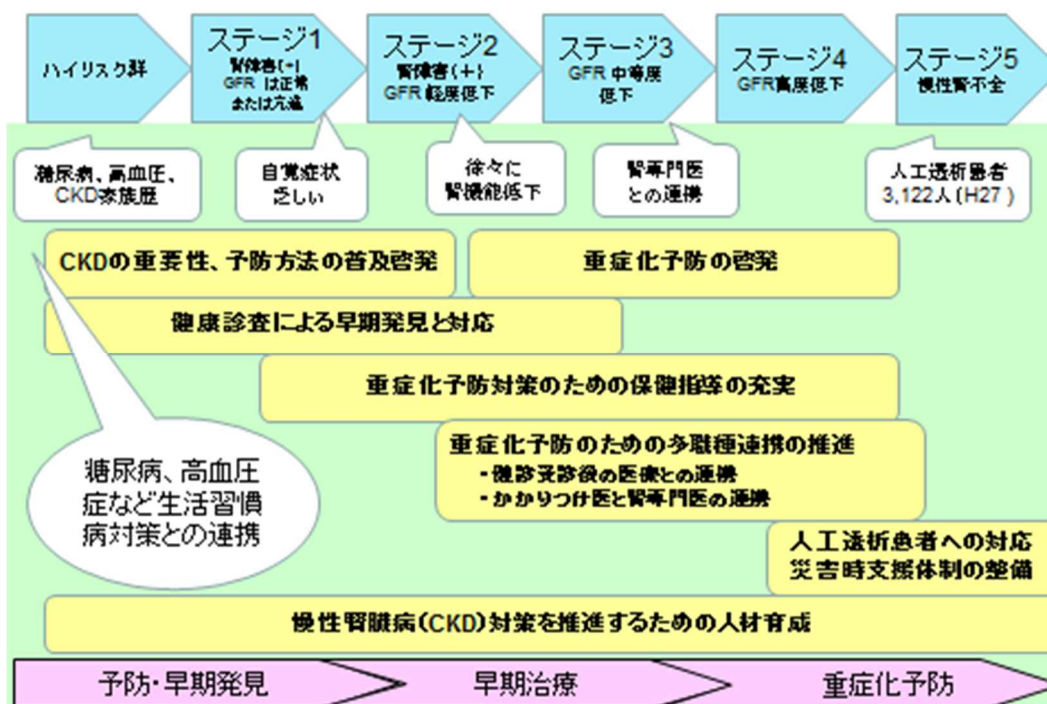 ハイリスク群
ステージ1
腎障害(+)
GFR は正常
または亢進
ステージ2
腎障害(+)
GFR 軽度低下
ステージ3
GFR 中等度
低下
ステージ4
GFR高度低下
ステージ5
慢性腎不全
糖尿病、高血圧、
CKD家族歴
自覚症状
乏しい
徐々に
腎機能低下
腎専門医
との連携
人工透析患者
3,122人(H27)
CKDの重要性、予防方法の普及啓発
重症化予防の啓発
健康診査による早期発見と対応
重症化予防対策のための保健指導の充実
重症化予防のための多職種連携の推進
・健診受診後の医療との連携
・かかりつけ医と腎専門医の連携
糖尿病、高血圧
症など生活習慣
病対策との連携
人工透析患者への対応
災害時支援体制の整備
慢性腎臓病(CKD)対策を推進するための人材育成
予防・早期発見
早期治療
重症化予防